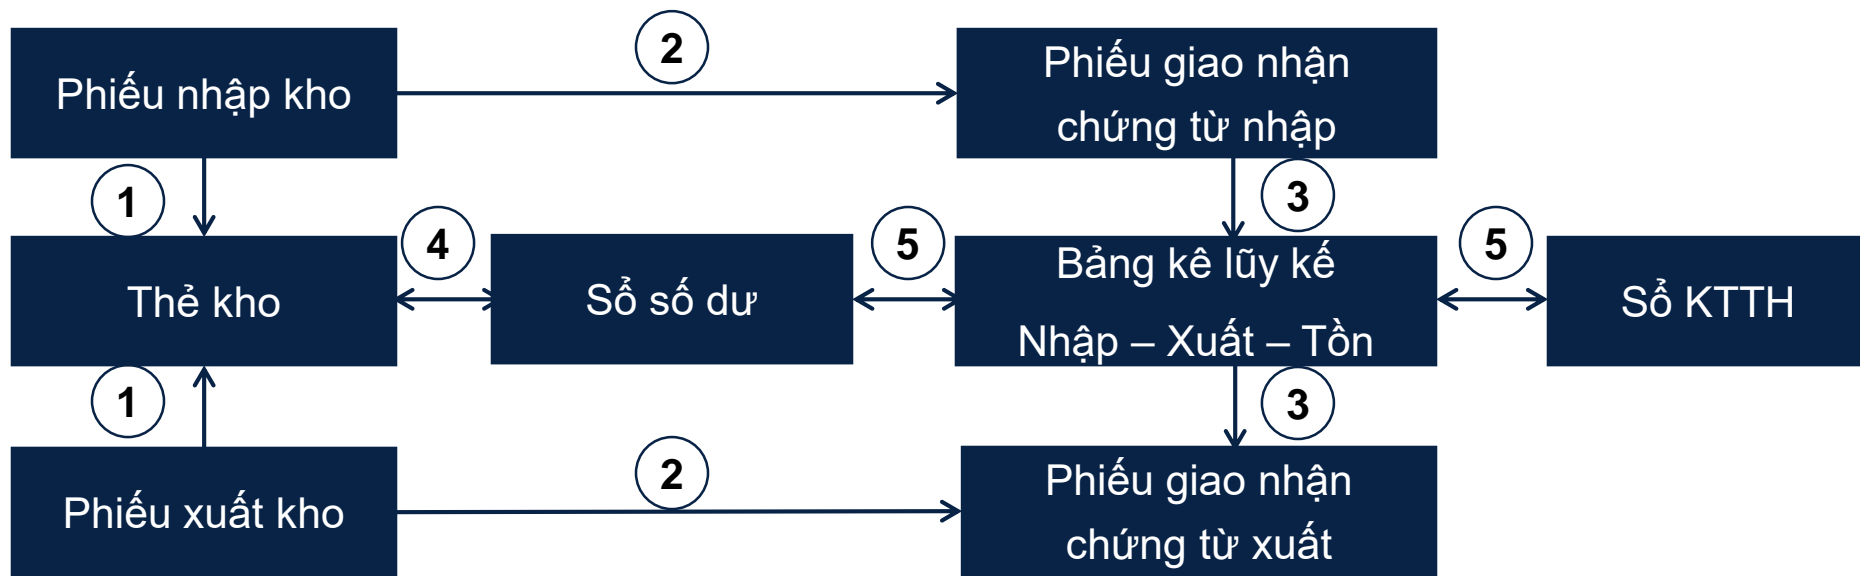 2
Phiếu nhập kho
Phiếu giao nhận
chứng từ nhập
1
3
4
5
5
Thẻ kho
Sổ số dư
Bảng kê lũy kế
Nhập – Xuất – Tồn
Sổ KTTH
1
3
2
Phiếu xuất kho
Phiếu giao nhận
chứng từ xuất